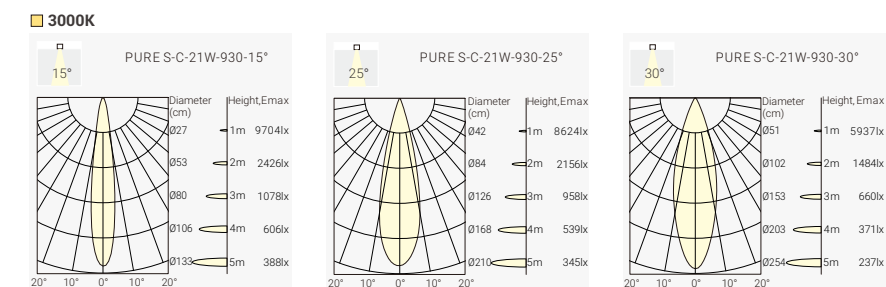 3000K
PURE S-C-21W-930-15°
15°
Diameter (cm) Height,Emax
Ø27 1m 9704lx
Ø53 2m 2426lx
Ø80 3m 1078lx
Ø106 4m 606lx
Ø133 5m 388lx
20° 10° 0° 10° 20°
PURE S-C-21W-930-25°
25°
Diameter (cm) Height,Emax
Ø42 1m 8624lx
Ø84 2m 2156lx
Ø126 3m 958lx
Ø168 4m 539lx
Ø210 5m 345lx
20° 10° 0° 10° 20°
PURE S-C-21W-930-30°
30°
Diameter (cm) Height,Emax
Ø51 1m 5937lx
Ø102 2m 1484lx
Ø153 3m 660lx
Ø203 4m 371lx
Ø254 5m 237lx
20° 10° 0° 10° 20°